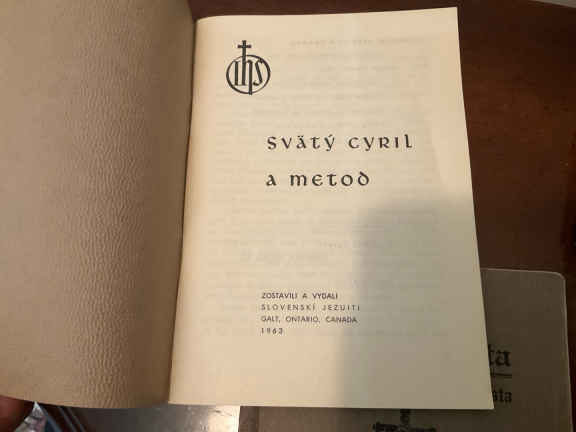 IHS
SVÄTÝ CYRIL
A METOD
ZOSTAVILI A VYDALI
SLOVENSKÍ JEZUITI
GALT, ONTARIO, CANADA
1963